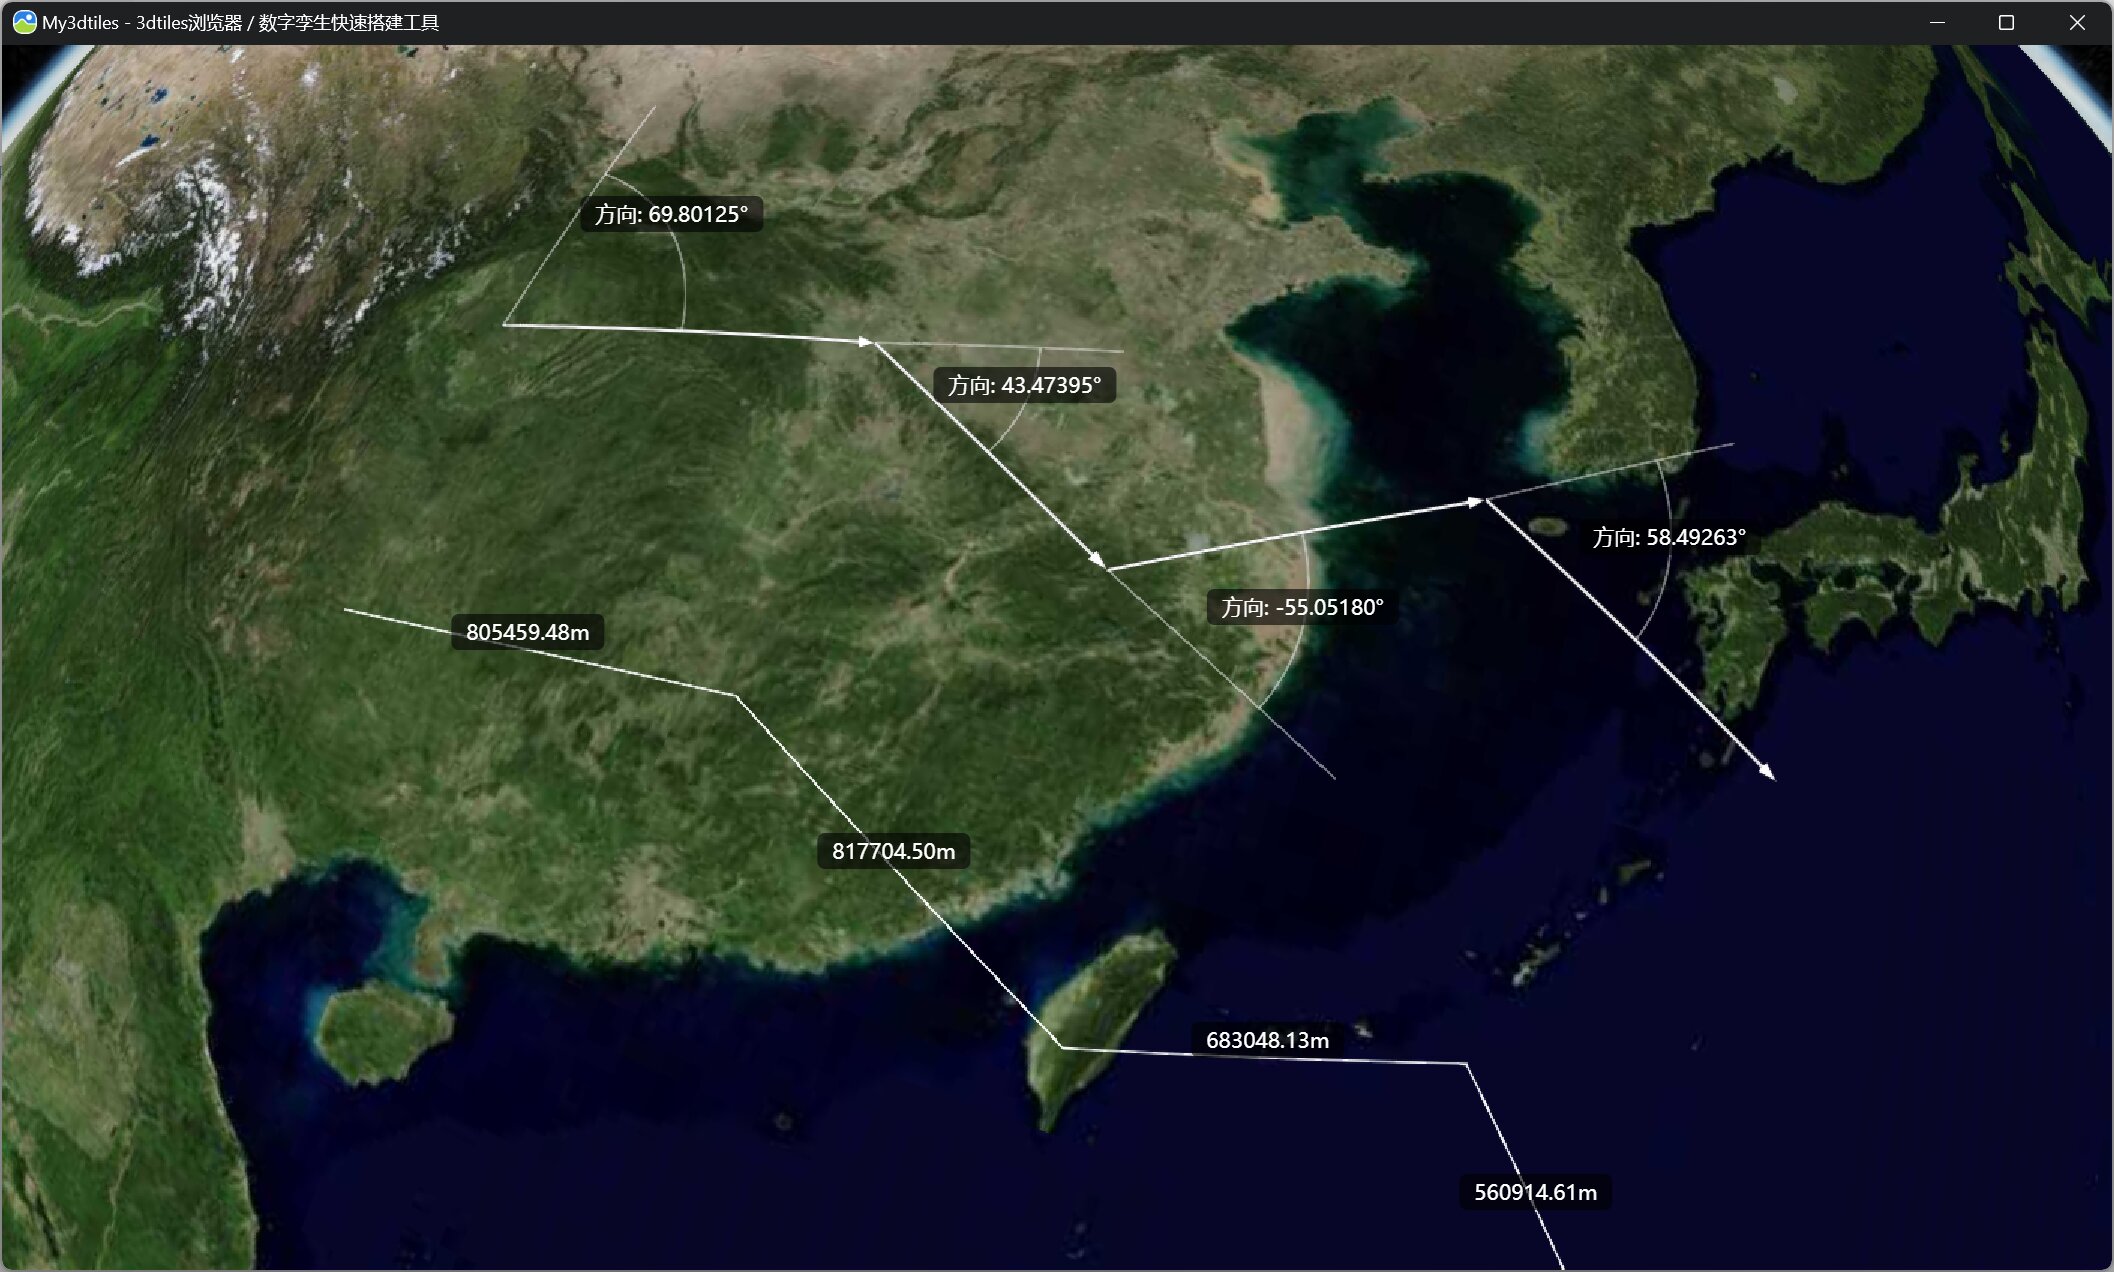 My3dtiles - 3dtiles浏览器 / 数字孪生快速搭建工具
方向: 69.80125°
方向: 43.47395°
方向: 58.49263°
方向: -55.05180°
805459.48m
817704.50m
683048.13m
560914.61m